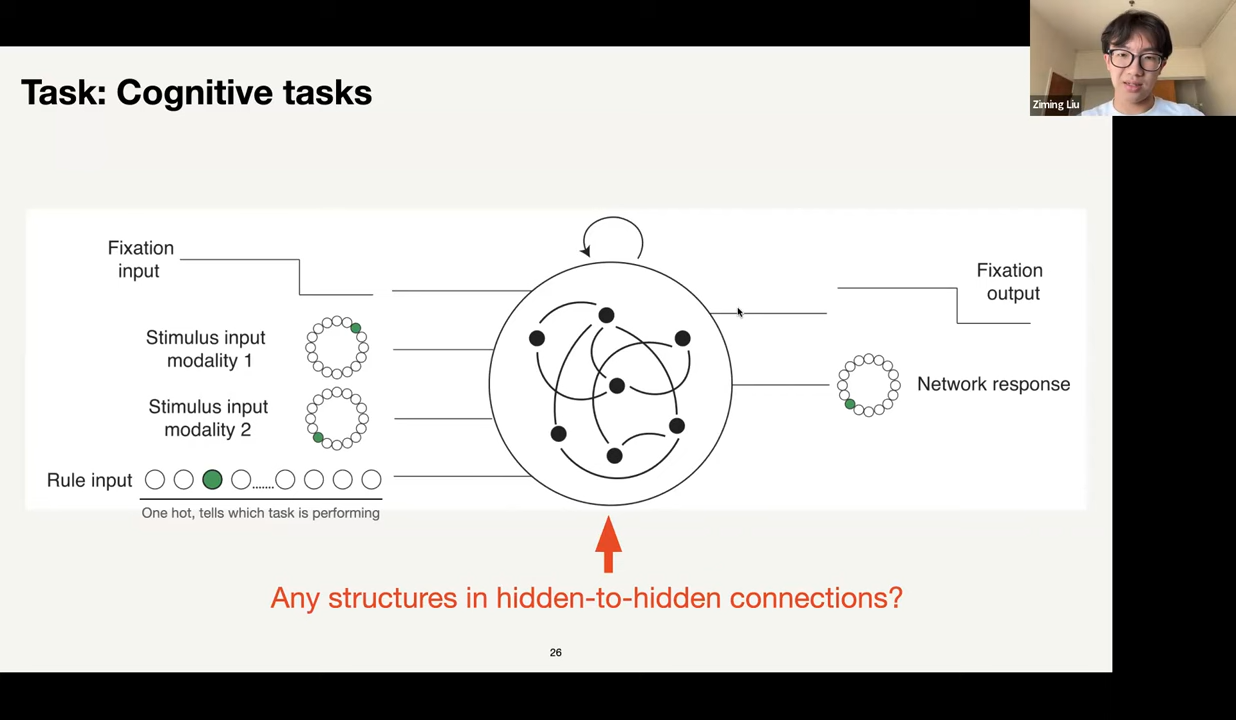 Ziming Liu
Task: Cognitive tasks
Fixation
input
Stimulus input
modality 1
Stimulus input
modality 2
Rule input
One hot, tells which task is performing
Fixation
output
Network response
Any structures in hidden-to-hidden connections?
26